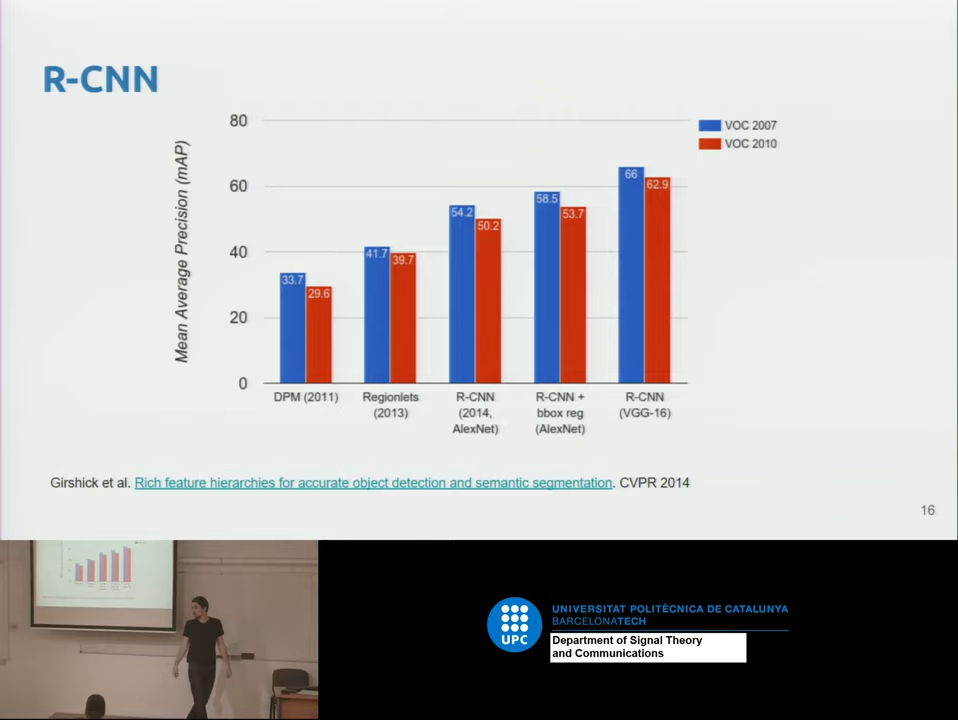 R-CNN
Mean Average Precision (mAP)
80
60
40
20
0
VOC 2007
VOC 2010
33.7
29.6
41.7
39.7
54.2
50.2
58.5
53.7
66
62.9
DPM (2011)
Regionlets
(2013)
R-CNN
(2014,
AlexNet)
R-CNN +
bbox reg
(AlexNet)
R-CNN
(VGG-16)
Girshick et al. Rich feature hierarchies for accurate object detection and semantic segmentation. CVPR 2014
16
UPC
UNIVERSITAT POLITÈCNICA DE CATALUNYA
BARCELONATECH
Department of Signal Theory
and Communications